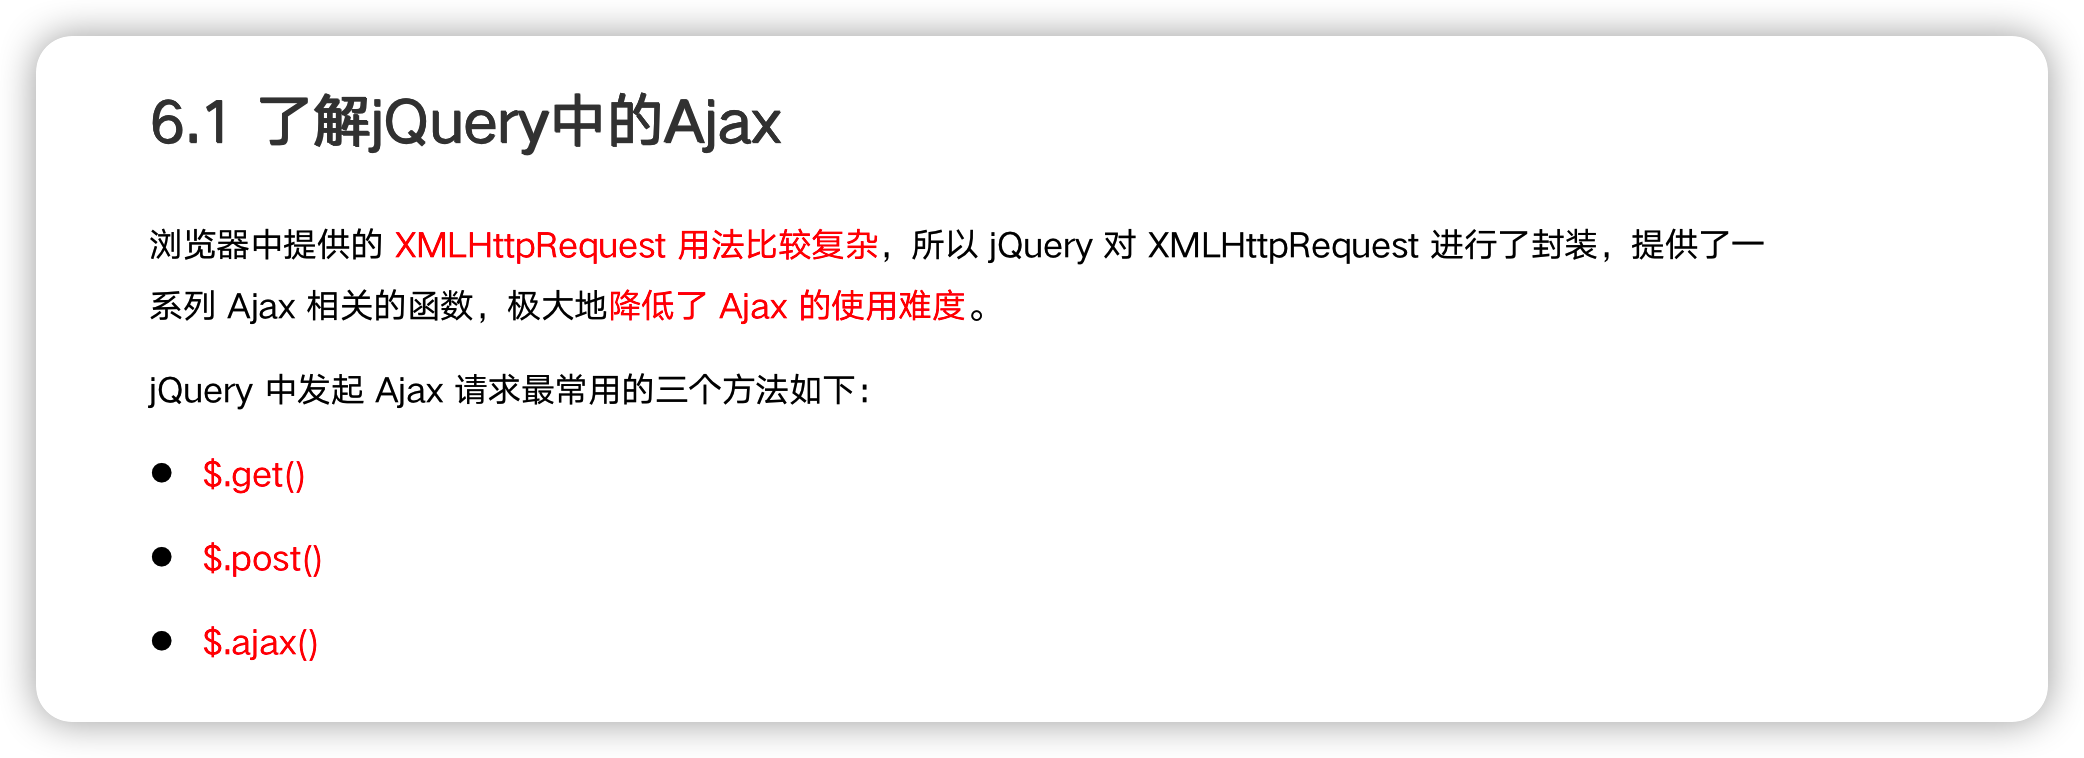 6.1 了解jQuery中的Ajax
浏览器中提供的 XMLHttpRequest 用法比较复杂，所以 jQuery 对 XMLHttpRequest 进行了封装，提供了一
系列 Ajax 相关的函数，极大地降低了 Ajax 的使用难度。
jQuery 中发起 Ajax 请求最常用的三个方法如下：
● $.get()
● $.post()
● $.ajax()